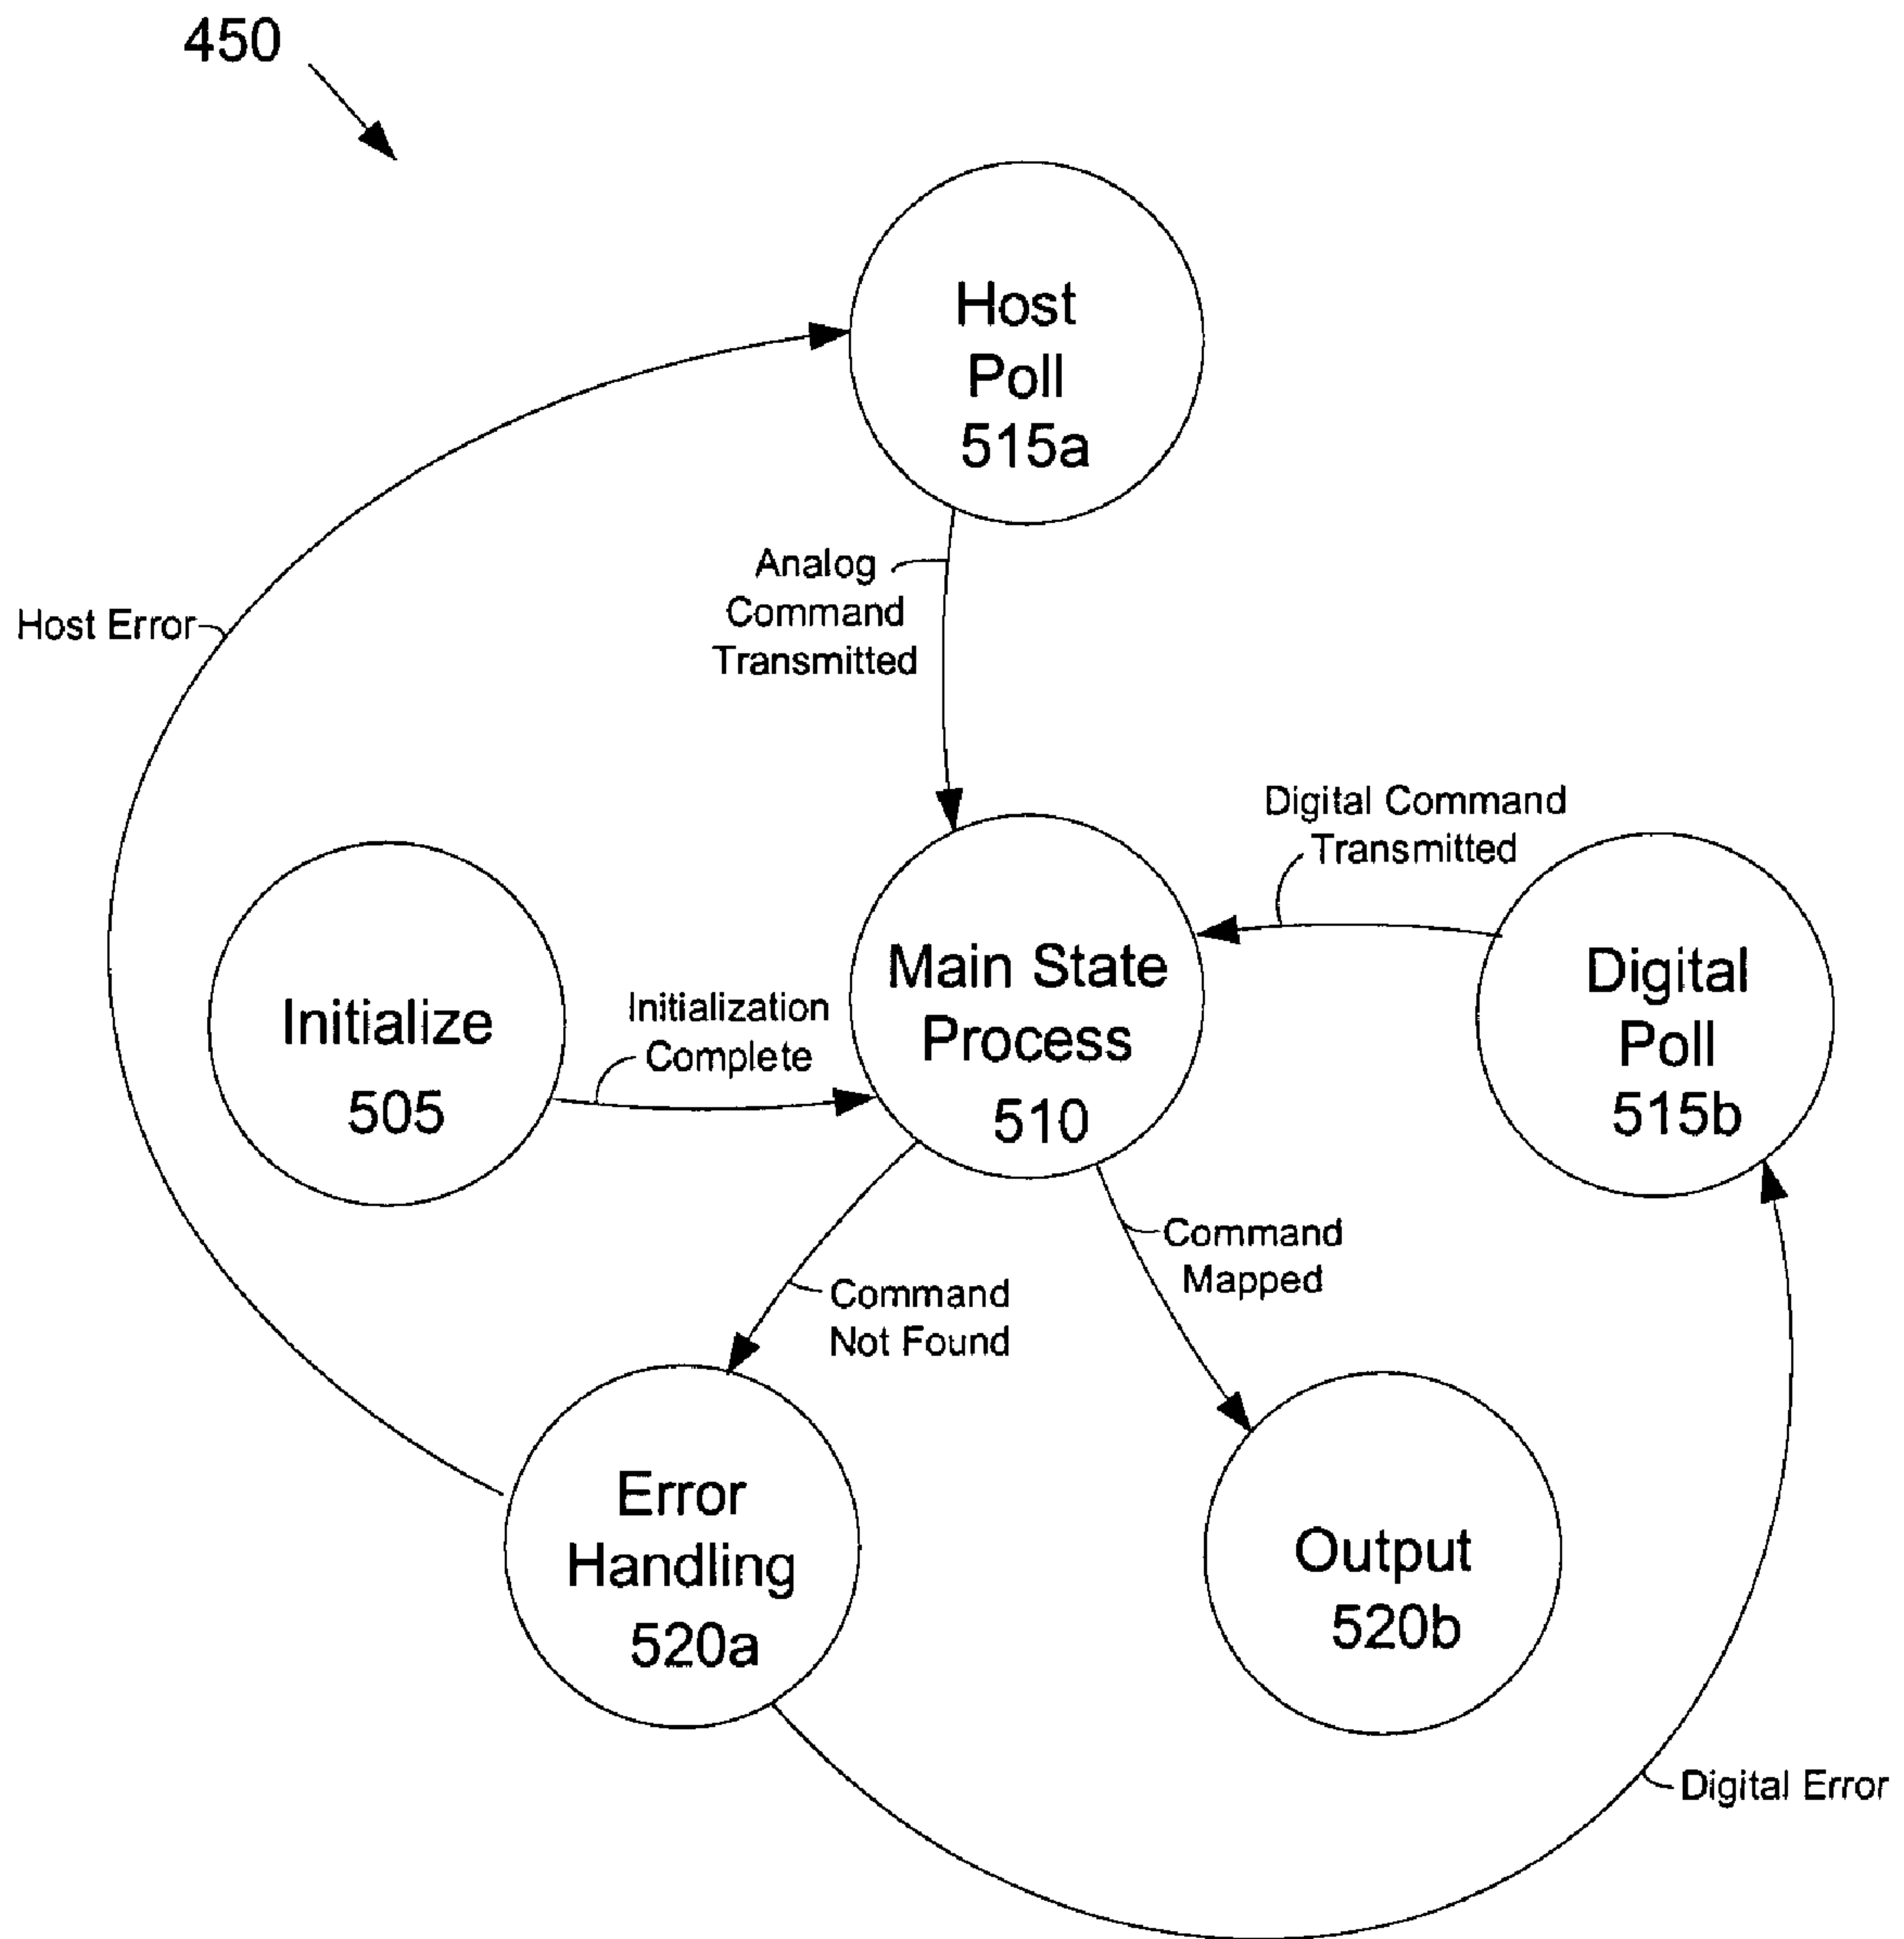 450
Host
Poll
515a
Analog
Command
Transmitted
Host Error
Digital Command
Transmitted
Initialize
505
Initialization
Complete
Main State
Process
510
Digital
Poll
515b
Command
Mapped
Command
Not Found
Error
Handling
520a
Output
520b
Digital Error